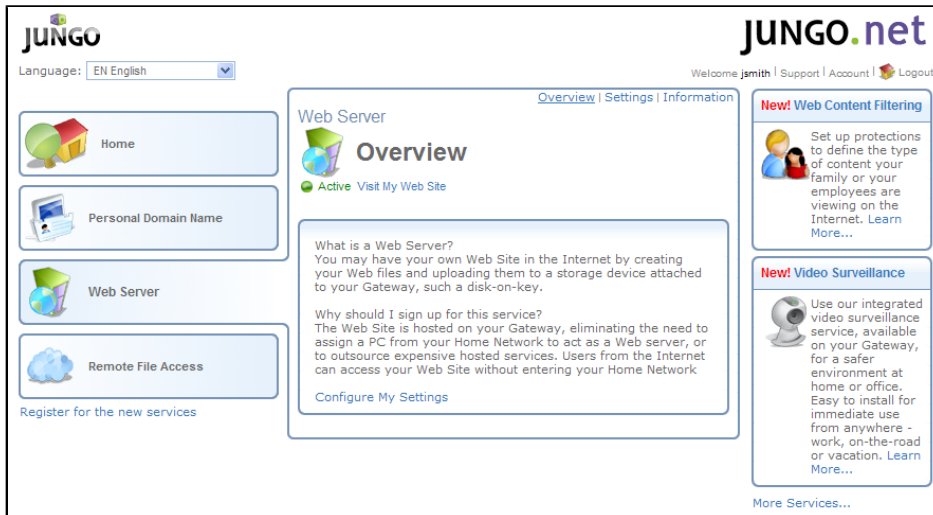 JUNGO
JUNGO.net
Language: EN English
Welcome jsmith | Support | Account | Logout
Home
Personal Domain Name
Web Server
Remote File Access
Register for the new services
Overview | Settings | Information
Web Server
Overview
Active Visit My Web Site
What is a Web Server?
You may have your own Web Site in the Internet by creating
your Web files and uploading them to a storage device attached
to your Gateway, such a disk-on-key.
Why should I sign up for this service?
The Web Site is hosted on your Gateway, eliminating the need to
assign a PC from your Home Network to act as a Web server, or
to outsource expensive hosted services. Users from the Internet
can access your Web Site without entering your Home Network
Configure My Settings
New! Web Content Filtering
Set up protections
to define the type
of content your
family or your
employees are
viewing on the
Internet. Learn
More...
New! Video Surveillance
Use our integrated
video surveillance
service, available
on your Gateway,
for a safer
environment at
home or office.
Easy to install for
immediate use
from anywhere -
work, on-the-road
or vacation. Learn
More...
More Services...